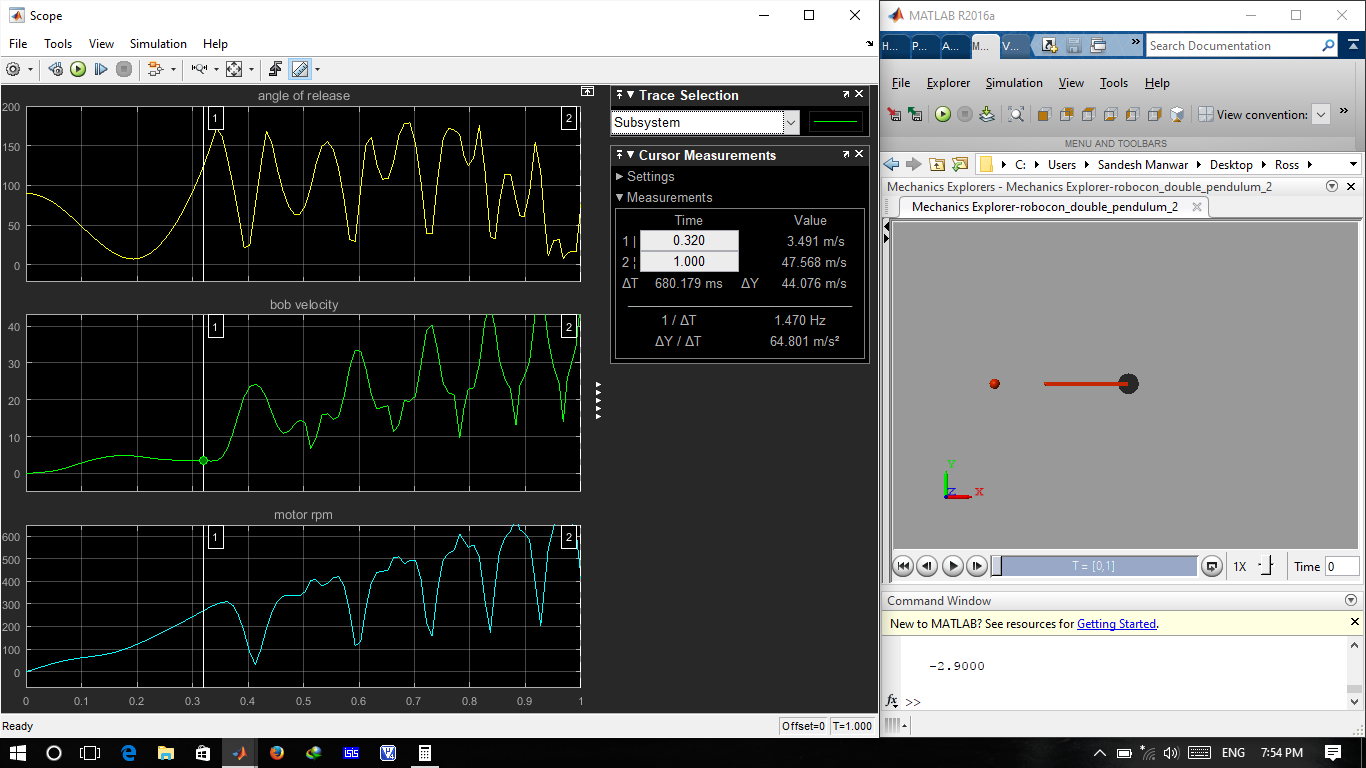 Scope
File Tools View Simulation Help
angle of release
200
150
100
50
0
1
2
bob velocity
40
30
20
10
0
1
2
motor rpm
600
500
400
300
200
100
0
1
2
0 0.1 0.2 0.3 0.4 0.5 0.6 0.7 0.8 0.9 1
Ready
Offset=0 T=1.000
Trace Selection
Subsystem
Cursor Measurements
Settings
Measurements
Time Value
1 | 0.320 3.491 m/s
2 ¦ 1.000 47.568 m/s
ΔT 680.179 ms ΔY 44.076 m/s
1 / ΔT 1.470 Hz
ΔY / ΔT 64.801 m/s²
MATLAB R2016a
H... P... A... M... V... Search Documentation
File Explorer Simulation View Tools Help
View convention:
MENU AND TOOLBARS
C: Users Sandesh Manwar Desktop Ross
Mechanics Explorers - Mechanics Explorer-robocon_double_pendulum_2
Mechanics Explorer-robocon_double_pendulum_2
Y
Z X
T = [0,1] 1X Time 0
Command Window
New to MATLAB? See resources for Getting Started.
-2.9000
fx >>
ISIS
ENG 7:54 PM